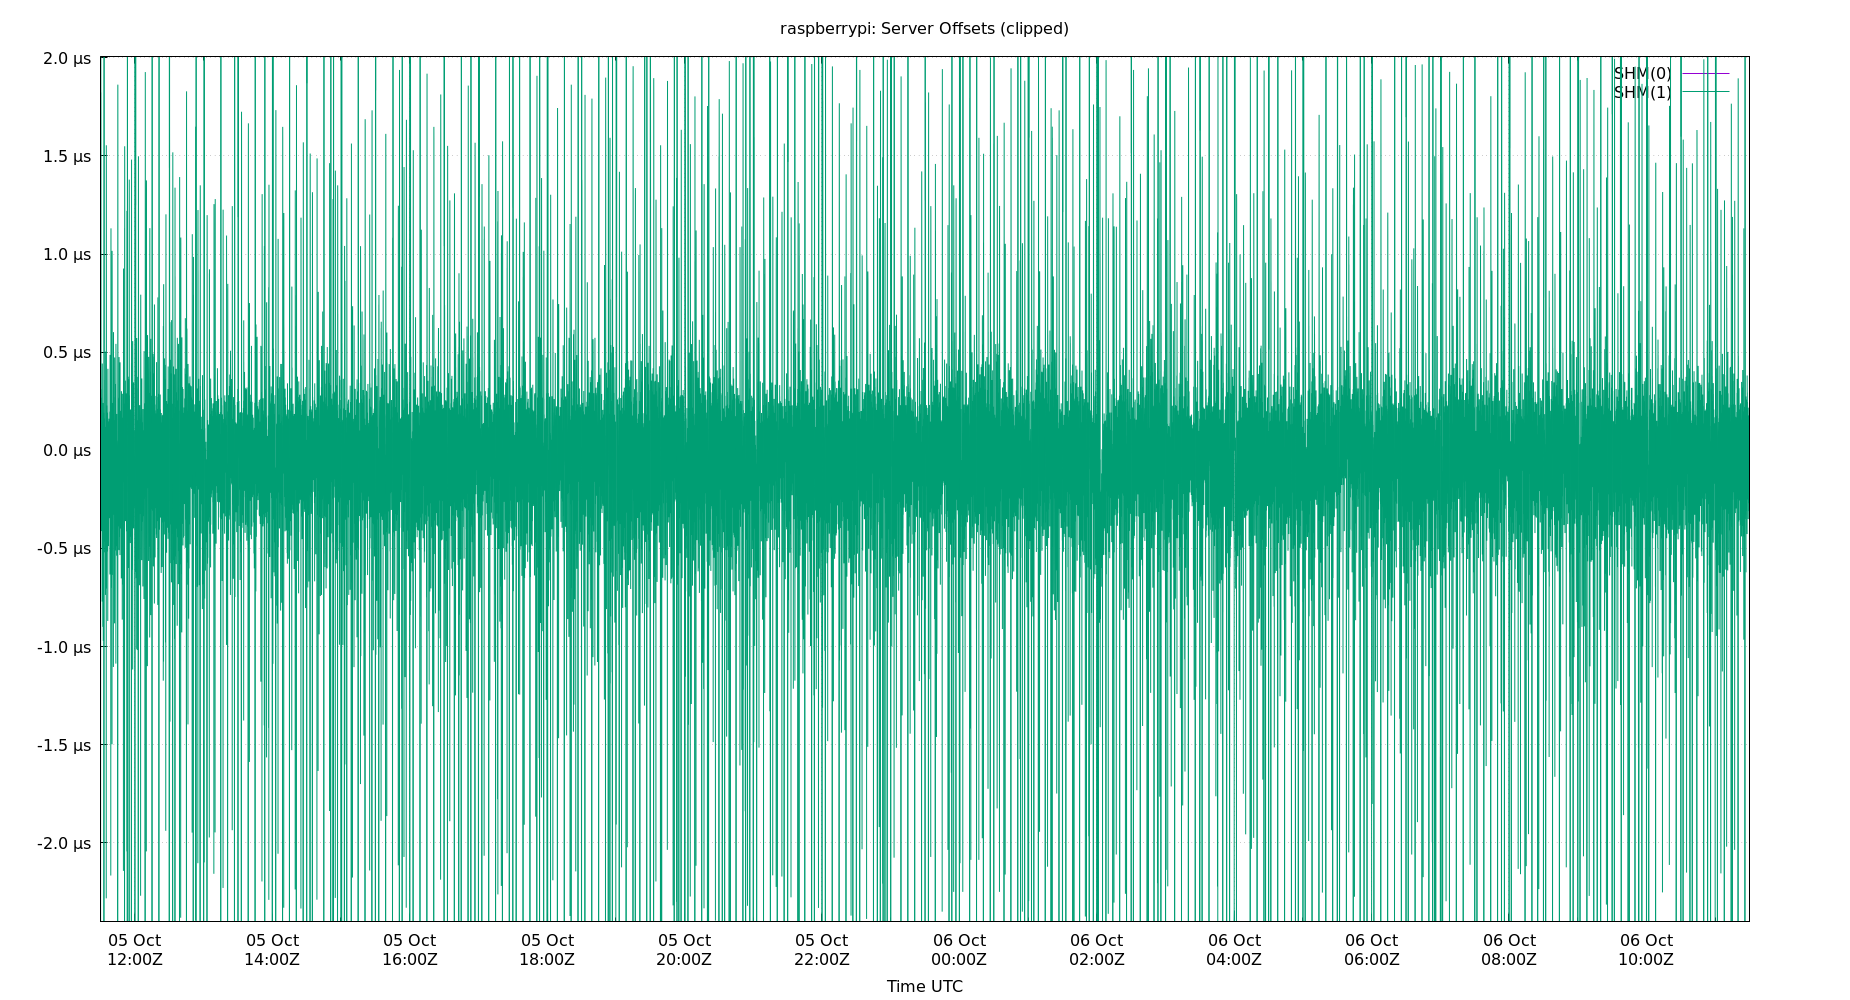 raspberrypi: Server Offsets (clipped)
2.0 µs
1.5 µs
1.0 µs
0.5 µs
0.0 µs
-0.5 µs
-1.0 µs
-1.5 µs
-2.0 µs
SHM(0)
SHM(1)
05 Oct 05 Oct 05 Oct 05 Oct 05 Oct 05 Oct 06 Oct 06 Oct 06 Oct 06 Oct 06 Oct 06 Oct
12:00Z 14:00Z 16:00Z 18:00Z 20:00Z 22:00Z 00:00Z 02:00Z 04:00Z 06:00Z 08:00Z 10:00Z
Time UTC